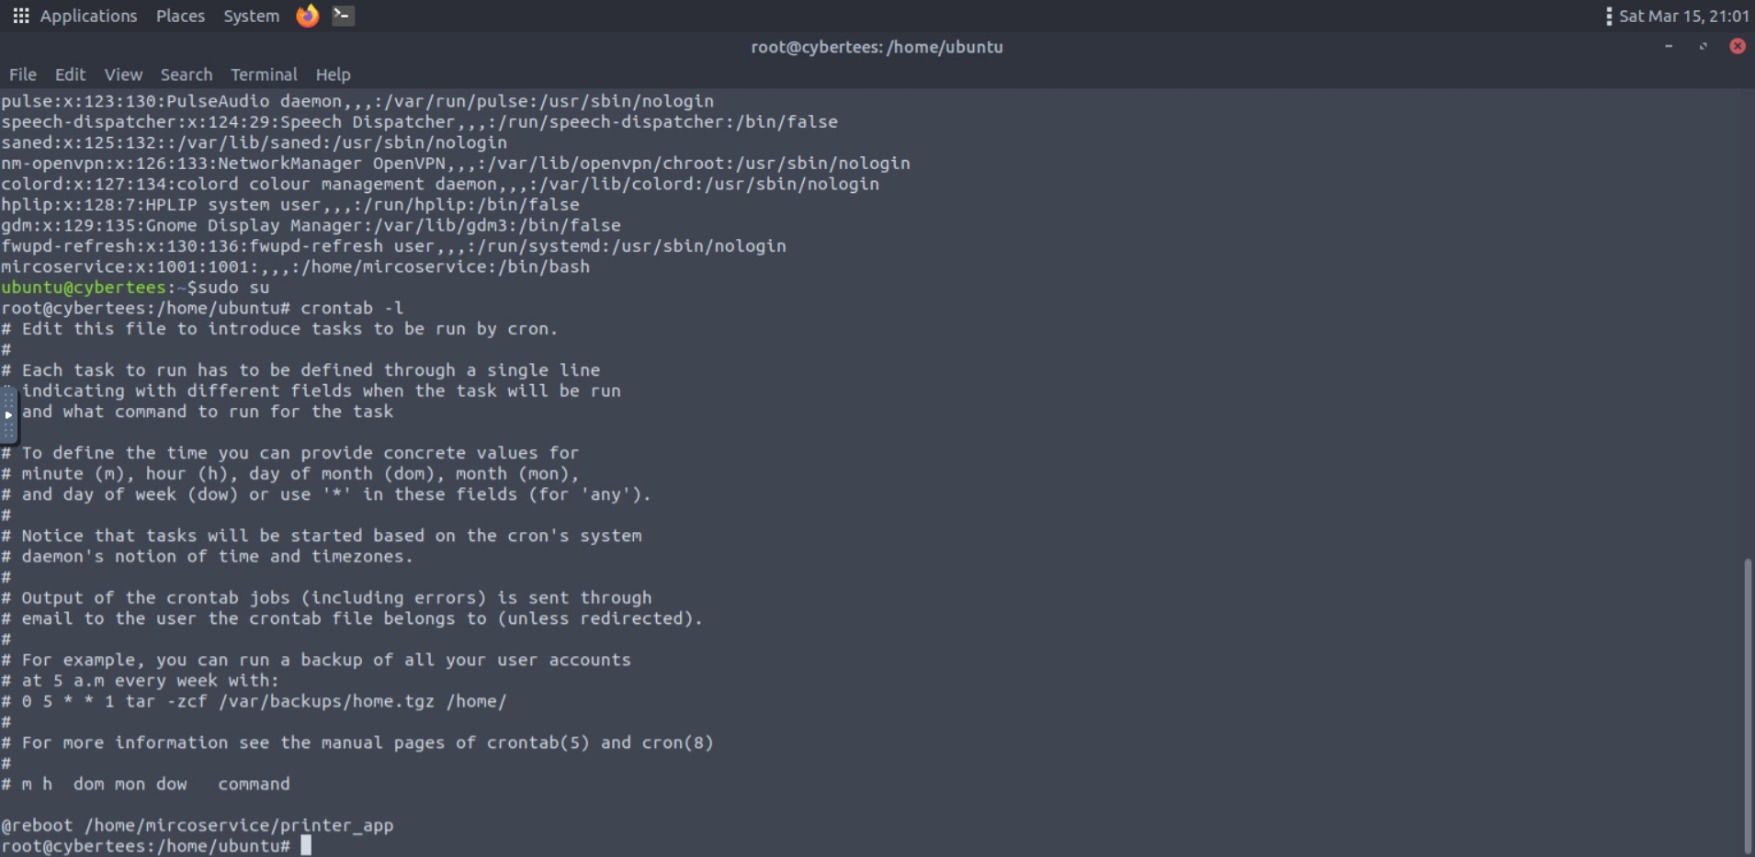 Applications Places System Sat Mar 15, 21:01
root@cybertees: /home/ubuntu
File Edit View Search Terminal Help
pulse:x:123:130:PulseAudio daemon,,,:/var/run/pulse:/usr/sbin/nologin
speech-dispatcher:x:124:29:Speech Dispatcher,,,:/run/speech-dispatcher:/bin/false
saned:x:125:132::/var/lib/saned:/usr/sbin/nologin
nm-openvpn:x:126:133:NetworkManager OpenVPN,,,:/var/lib/openvpn/chroot:/usr/sbin/nologin
colord:x:127:134:colord colour management daemon,,,:/var/lib/colord:/usr/sbin/nologin
hplip:x:128:7:HPLIP system user,,,:/run/hplip:/bin/false
gdm:x:129:135:Gnome Display Manager:/var/lib/gdm3:/bin/false
fwupd-refresh:x:130:136:fwupd-refresh user,,,:/run/systemd:/usr/sbin/nologin
mircoservice:x:1001:1001:,,,:/home/mircoservice:/bin/bash
ubuntu@cybertees:~$sudo su
root@cybertees:/home/ubuntu# crontab -l
# Edit this file to introduce tasks to be run by cron.
#
# Each task to run has to be defined through a single line
indicating with different fields when the task will be run
and what command to run for the task
# To define the time you can provide concrete values for
# minute (m), hour (h), day of month (dom), month (mon),
# and day of week (dow) or use '*' in these fields (for 'any').
#
# Notice that tasks will be started based on the cron's system
# daemon's notion of time and timezones.
#
# Output of the crontab jobs (including errors) is sent through
# email to the user the crontab file belongs to (unless redirected).
#
# For example, you can run a backup of all your user accounts
# at 5 a.m every week with:
# 0 5 * * 1 tar -zcf /var/backups/home.tgz /home/
#
# For more information see the manual pages of crontab(5) and cron(8)
#
# m h  dom mon dow   command
@reboot /home/mircoservice/printer_app
root@cybertees:/home/ubuntu#